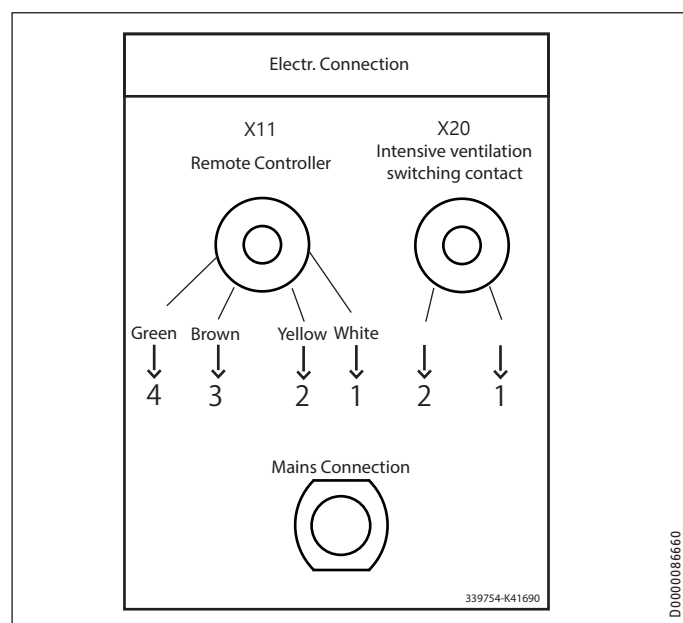 Electr. Connection
X11
Remote Controller
X20
Intensive ventilation
switching contact
Green Brown Yellow White
4 3 2 1 2 1
Mains Connection
339754-K41690
D0000086660